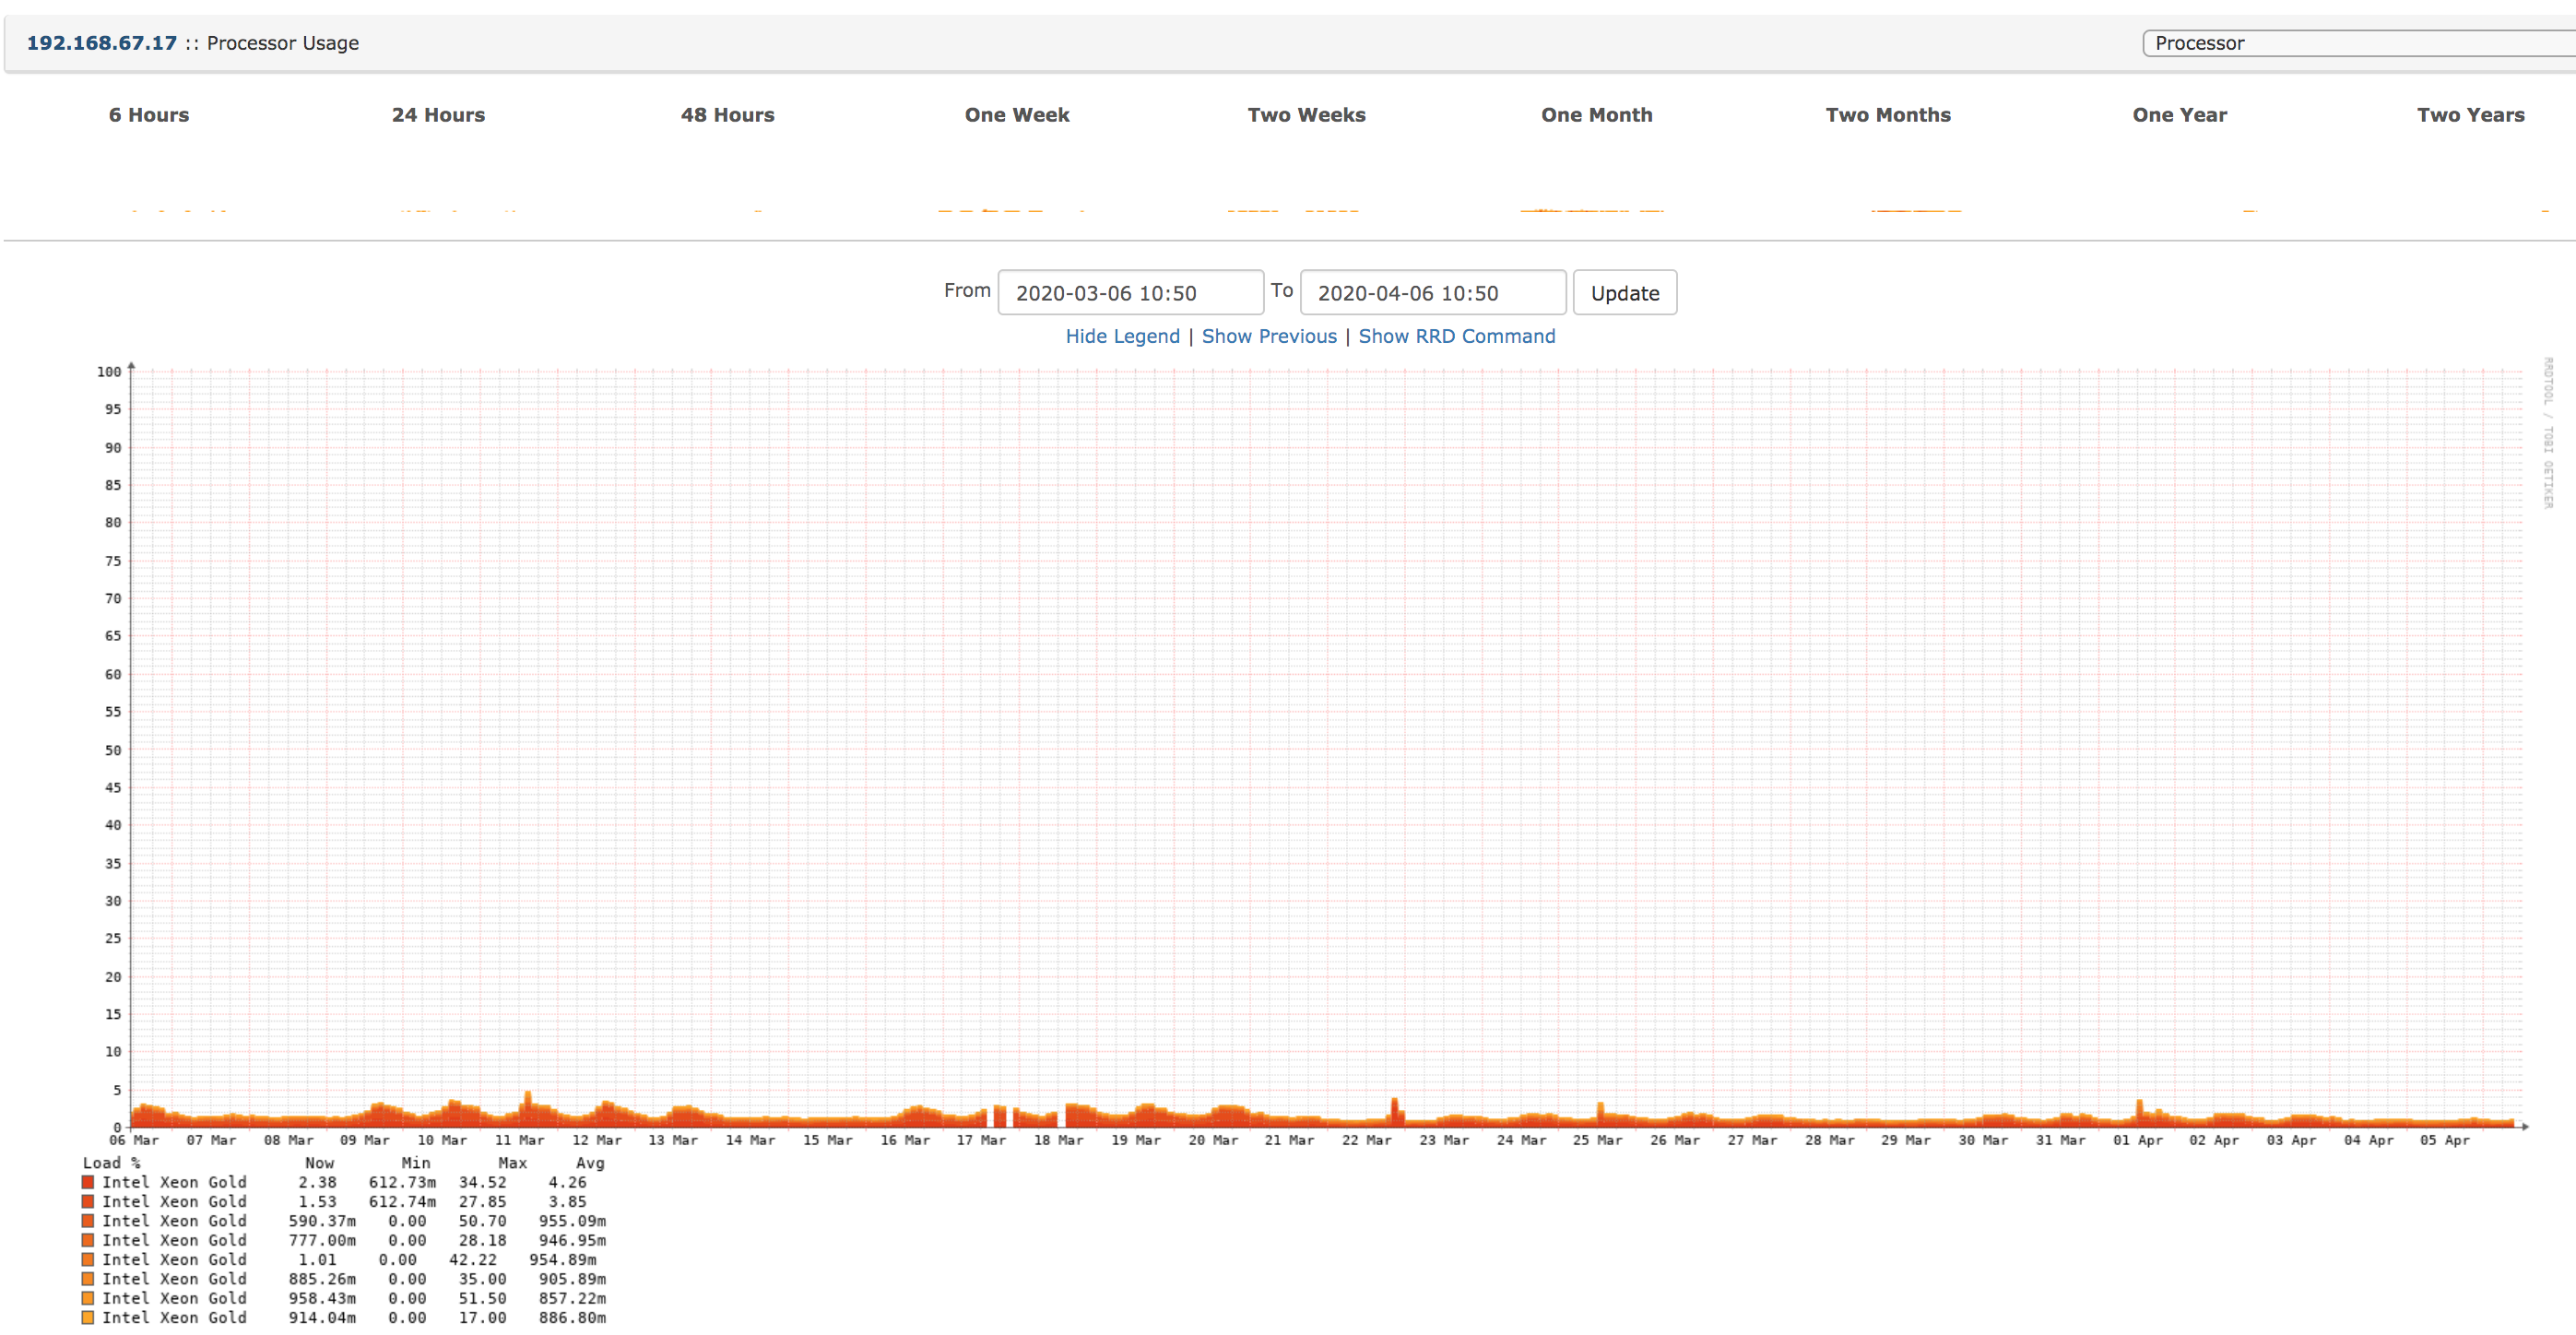 192.168.67.17 :: Processor Usage
Processor
6 Hours 24 Hours 48 Hours One Week Two Weeks One Month Two Months One Year Two Years
From 2020-03-06 10:50 To 2020-04-06 10:50 Update
Hide Legend | Show Previous | Show RRD Command
RRDTOOL / TOBI OETIKER
100
95
90
85
80
75
70
65
60
55
50
45
40
35
30
25
20
15
10
5
0
06 Mar 07 Mar 08 Mar 09 Mar 10 Mar 11 Mar 12 Mar 13 Mar 14 Mar 15 Mar 16 Mar 17 Mar 18 Mar 19 Mar 20 Mar 21 Mar 22 Mar 23 Mar 24 Mar 25 Mar 26 Mar 27 Mar 28 Mar 29 Mar 30 Mar 31 Mar 01 Apr 02 Apr 03 Apr 04 Apr 05 Apr
Load % Now Min Max Avg
Intel Xeon Gold 2.38 612.73m 34.52 4.26
Intel Xeon Gold 1.53 612.74m 27.85 3.85
Intel Xeon Gold 590.37m 0.00 50.70 955.09m
Intel Xeon Gold 777.00m 0.00 28.18 946.95m
Intel Xeon Gold 1.01 0.00 42.22 954.89m
Intel Xeon Gold 885.26m 0.00 35.00 905.89m
Intel Xeon Gold 958.43m 0.00 51.50 857.22m
Intel Xeon Gold 914.04m 0.00 17.00 886.80m